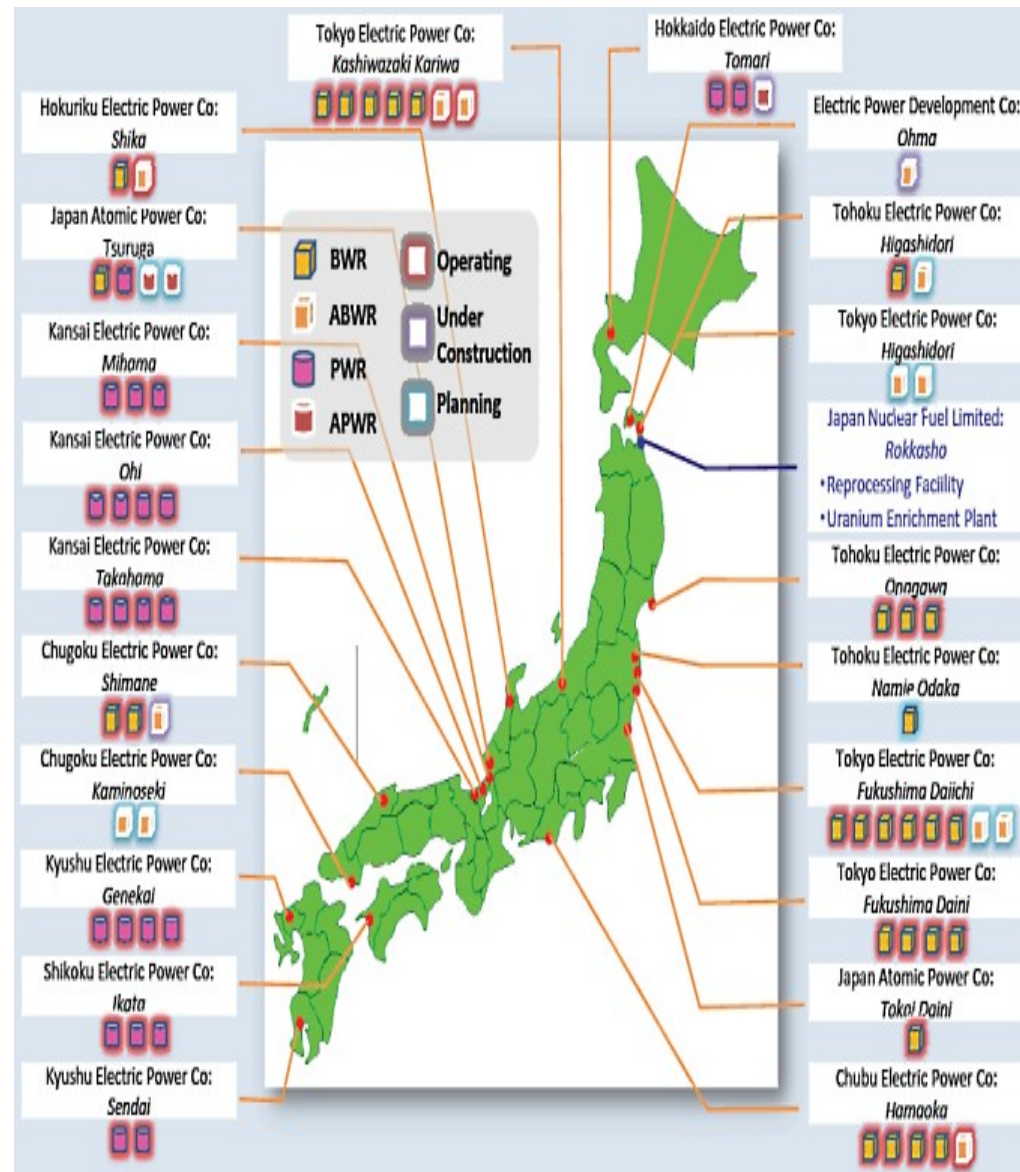 Tokyo Electric Power Co:
Kashiwazaki Kariwa
Hokkaido Electric Power Co:
Tomari
Hokuriku Electric Power Co:
Shika
Japan Atomic Power Co:
Tsuruga
Kansai Electric Power Co:
Mihama
Kansai Electric Power Co:
Ohi
Kansai Electric Power Co:
Takahama
Chugoku Electric Power Co:
Shimane
Chugoku Electric Power Co:
Kaminoseki
Kyushu Electric Power Co:
Genekai
Shikoku Electric Power Co:
Ikata
Kyushu Electric Power Co:
Sendai
BWR
ABWR
PWR
APWR
Operating
Under
Construction
Planning
Electric Power Development Co:
Ohma
Tohoku Electric Power Co:
Higashidori
Tokyo Electric Power Co:
Higashidori
Japan Nuclear Fuel Limited:
Rokkasho
•Reprocessing Facility
•Uranium Enrichment Plant
Tohoku Electric Power Co:
Onagawa
Tohoku Electric Power Co:
Namie Odaka
Tokyo Electric Power Co:
Fukushima Daiichi
Tokyo Electric Power Co:
Fukushima Daini
Japan Atomic Power Co:
Tokai Daini
Chubu Electric Power Co:
Hamaoka